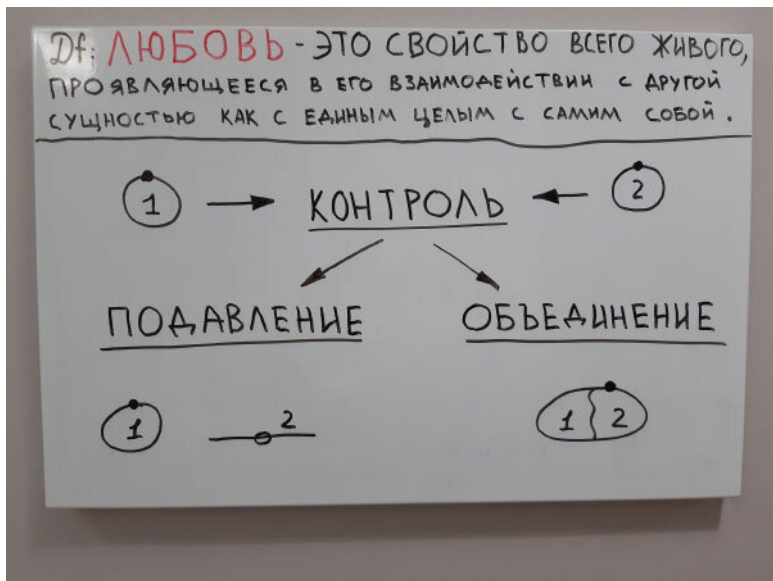 Df: ЛЮБОВЬ - ЭТО СВОЙСТВО ВСЕГО ЖИВОГО,
ПРОЯВЛЯЮЩЕЕСЯ В ЕГО ВЗАИМОДЕЙСТВИИ С ДРУГОЙ
СУЩНОСТЬЮ КАК С ЕДИНЫМ ЦЕЛЫМ С САМИМ СОБОЙ.
1 КОНТРОЛЬ 2
ПОДАВЛЕНИЕ ОБЪЕДИНЕНИЕ
1 2 1 2